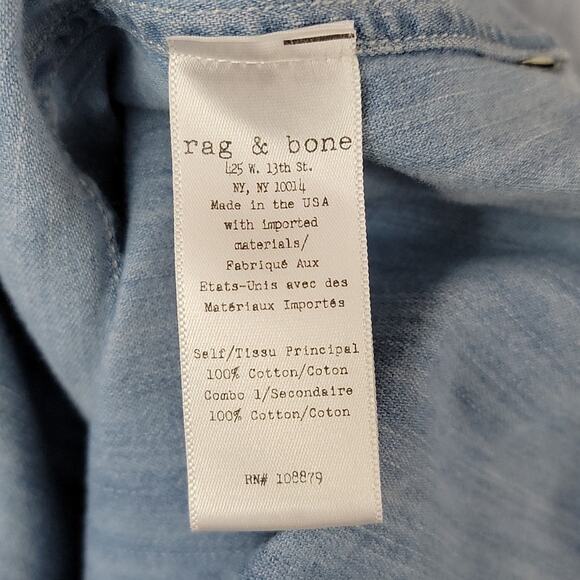 rag & bone
425 W. 13th St.
NY, NY 10014
Made in the USA
with imported
materials/
Fabriqué Aux
Etats-Unis avec des
Matériaux Importés
Self/Tissu Principal
100% Cotton/Coton
Combo 1/Secondaire
100% Cotton/Coton
RN# 108879